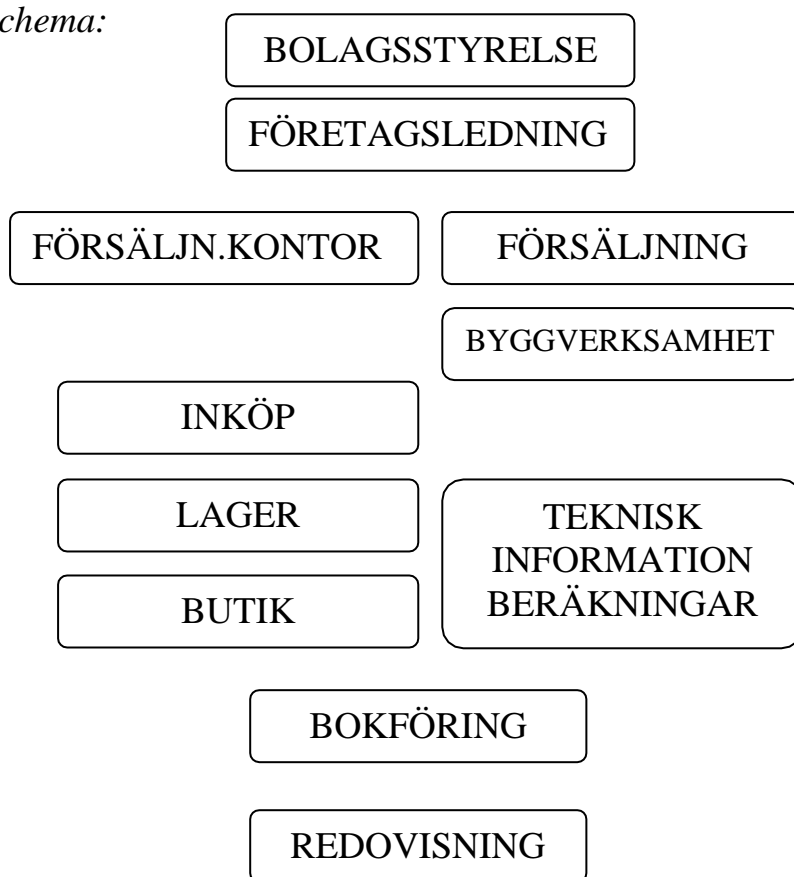 chema:
BOLAGSSTYRELSE
FÖRETAGSLEDNING
FÖRSÄLJN.KONTOR
FÖRSÄLJNING
BYGGVERKSAMHET
INKÖP
LAGER
BUTIK
TEKNISK
INFORMATION
BERÄKNINGAR
BOKFÖRING
REDOVISNING